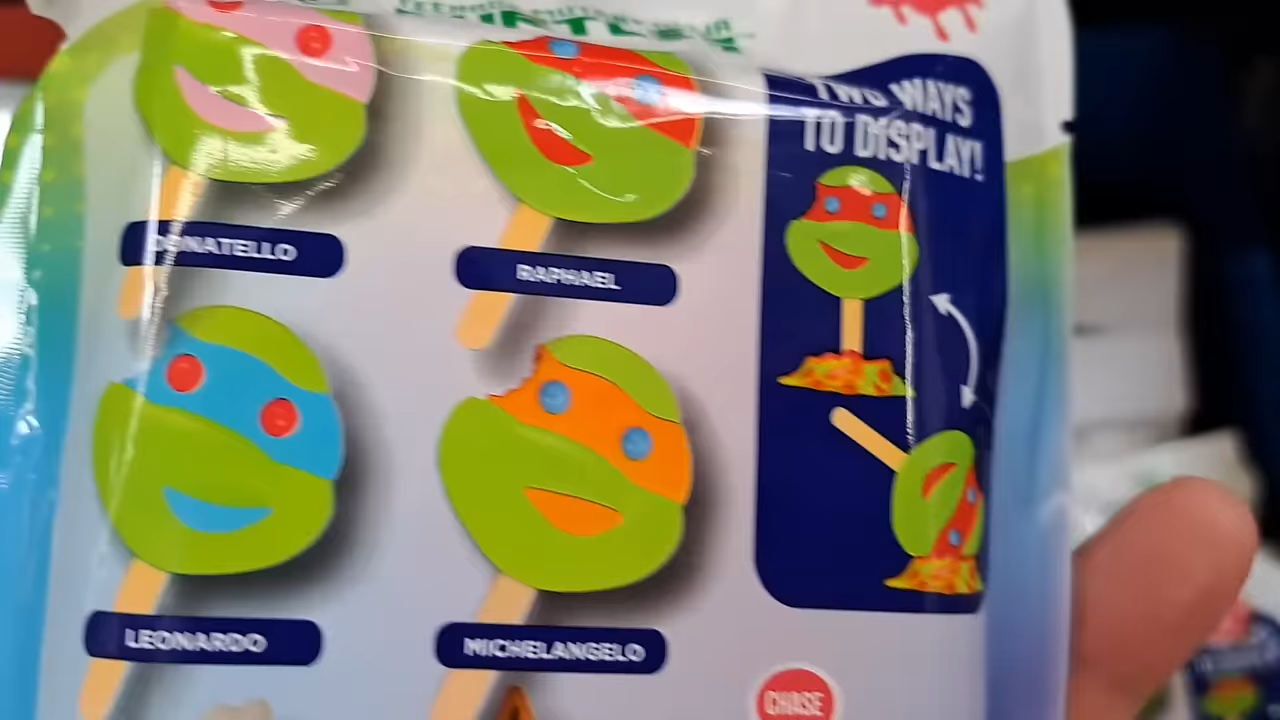 TWO WAYS
TO DISPLAY!
DONATELLO
RAPHAEL
LEONARDO
MICHELANGELO
CHASE